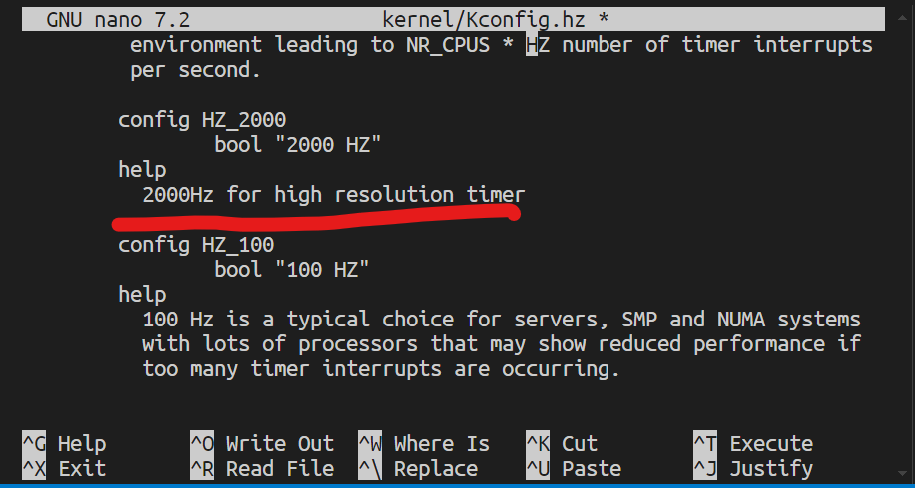 GNU nano 7.2 kernel/Kconfig.hz *
environment leading to NR_CPUS * HZ number of timer interrupts
per second.
config HZ_2000
bool "2000 HZ"
help
2000Hz for high resolution timer
config HZ_100
bool "100 HZ"
help
100 Hz is a typical choice for servers, SMP and NUMA systems
with lots of processors that may show reduced performance if
too many timer interrupts are occurring.
^G Help ^O Write Out ^W Where Is ^K Cut ^T Execute
^X Exit ^R Read File ^\ Replace ^U Paste ^J Justify